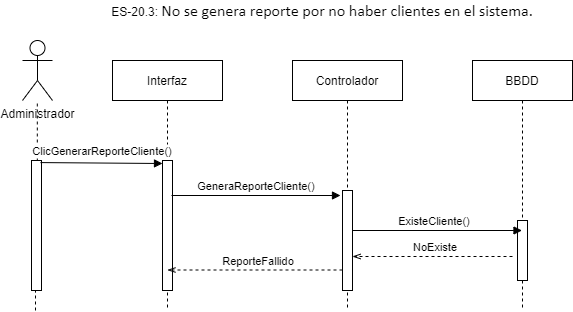 ES-20.3: No se genera reporte por no haber clientes en el sistema.
Interfaz
Controlador
BBDD
Administrador
ClicGenerarReporteCliente()
GeneraReporteCliente()
ExisteCliente()
NoExiste
ReporteFallido